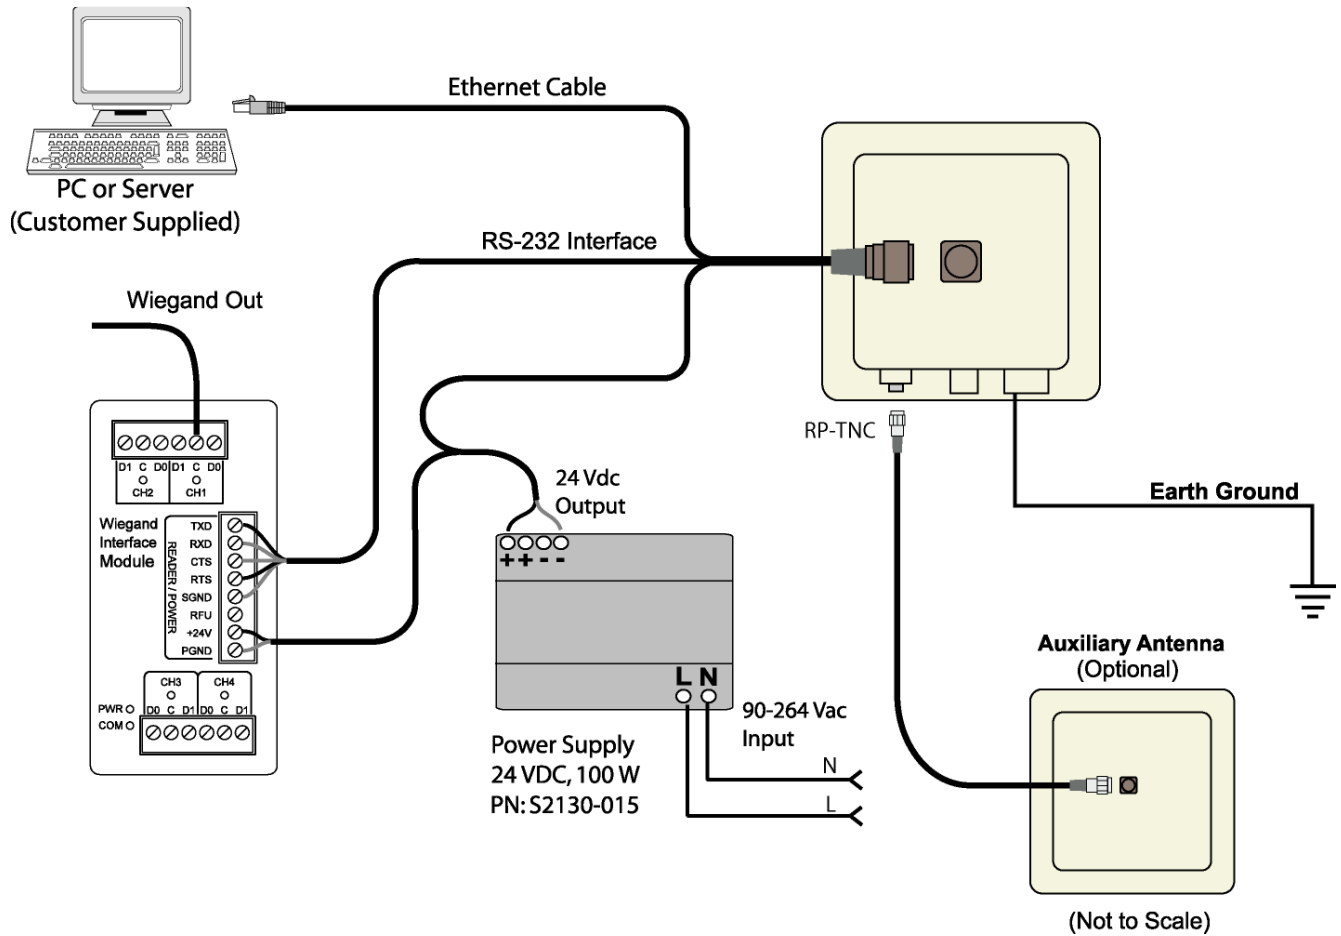 Ethernet Cable
PC or Server
(Customer Supplied)
RS-232 Interface
Wiegand Out
RP-TNC
D1 C D0 D1 C D0
CH2 CH1
24 Vdc
Output
Earth Ground
Wiegand
Interface
Module
READER / POWER
TXD
RXD
CTS
RTS
SGND
RFU
+24V
PGND
+ + - -
L N
CH3 CH4
PWR
D0 C D1 D0 C D1
COM
90-264 Vac
Input
Power Supply
24 VDC, 100 W
PN: S2130-015
N
L
Auxiliary Antenna
(Optional)
(Not to Scale)